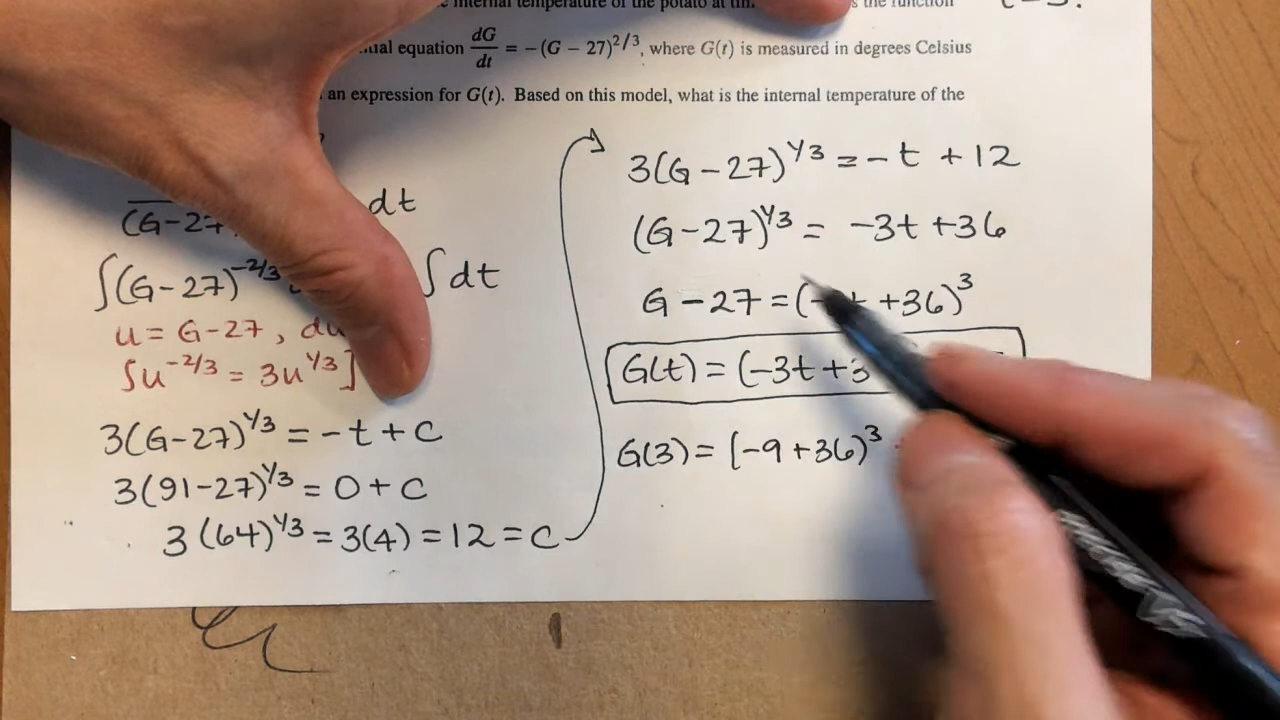 internal temperature of the potato at the function
equation dG/dt = −(G − 27)^2/3, where G(t) is measured in degrees Celsius
an expression for G(t). Based on this model, what is the internal temperature of the
(G-27 dt
∫(G-27)^-2/3 ∫dt
u = G-27, du
∫u^-2/3 = 3u^1/3]
3(G-27)^1/3 = -t + C
3(91-27)^1/3 = 0 + C
3(64)^1/3 = 3(4) = 12 = C
3(G-27)^1/3 = -t + 12
(G-27)^1/3 = -3t + 36
G-27 = (- t + 36)^3
G(t) = (-3t + 3
G(3) = (-9 + 36)^3